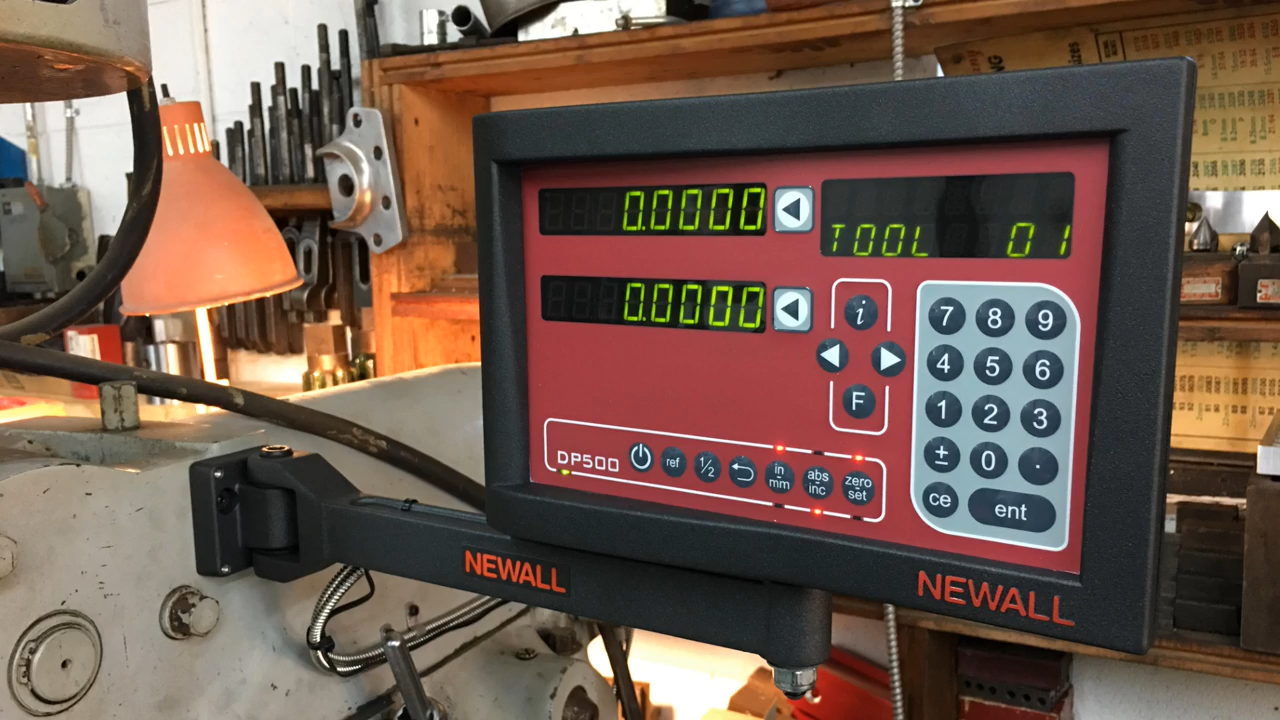 0.0000
TOOL 01
0.0000
i
F
7 8 9
4 5 6
1 2 3
± 0 .
ce ent
DP500
ref
1/2
in
mm
abs
inc
zero
set
NEWALL
NEWALL